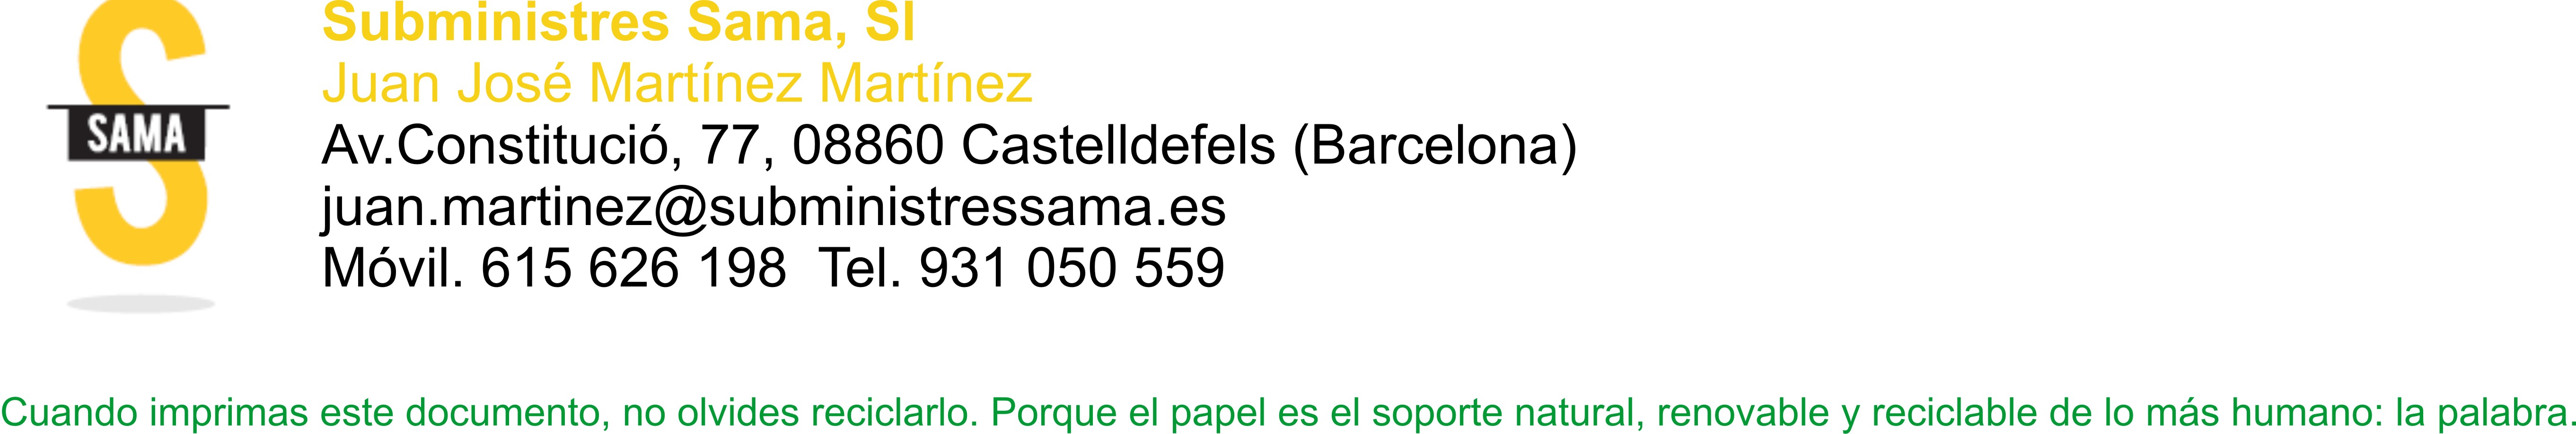 Subministres Sama, Sl
Juan José Martínez Martínez
SAMA
Av.Constitució, 77, 08860 Castelldefels (Barcelona)
juan.martinez@subministressama.es
Móvil. 615 626 198  Tel. 931 050 559
Cuando imprimas este documento, no olvides reciclarlo. Porque el papel es el soporte natural, renovable y reciclable de lo más humano: la palabra.